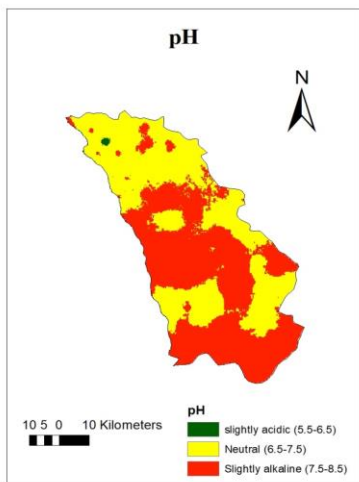 pH
N
10 5 0 10 Kilometers
pH
slightly acidic (5.5-6.5)
Neutral (6.5-7.5)
Slightly alkaline (7.5-8.5)